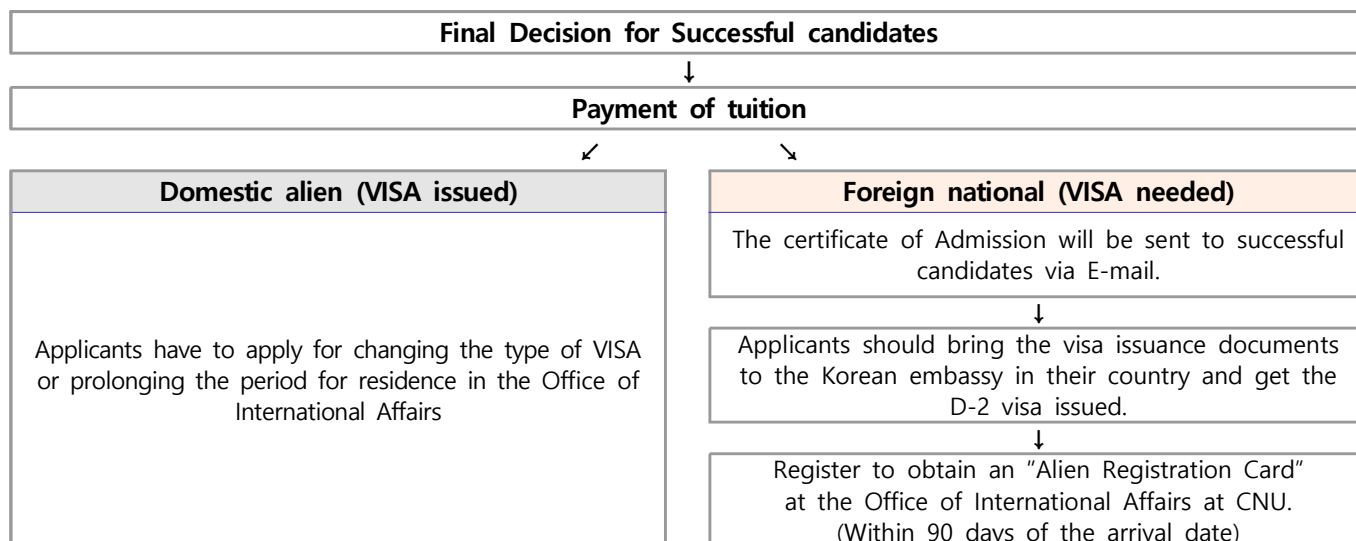 Final Decision for Successful candidates
↓
Payment of tuition
↙ ↘
Domestic alien (VISA issued)
Applicants have to apply for changing the type of VISA
or prolonging the period for residence in the Office of
International Affairs
Foreign national (VISA needed)
The certificate of Admission will be sent to successful
candidates via E-mail.
↓
Applicants should bring the visa issuance documents
to the Korean embassy in their country and get the
D-2 visa issued.
↓
Register to obtain an “Alien Registration Card”
at the Office of International Affairs at CNU.
(Within 90 days of the arrival date)